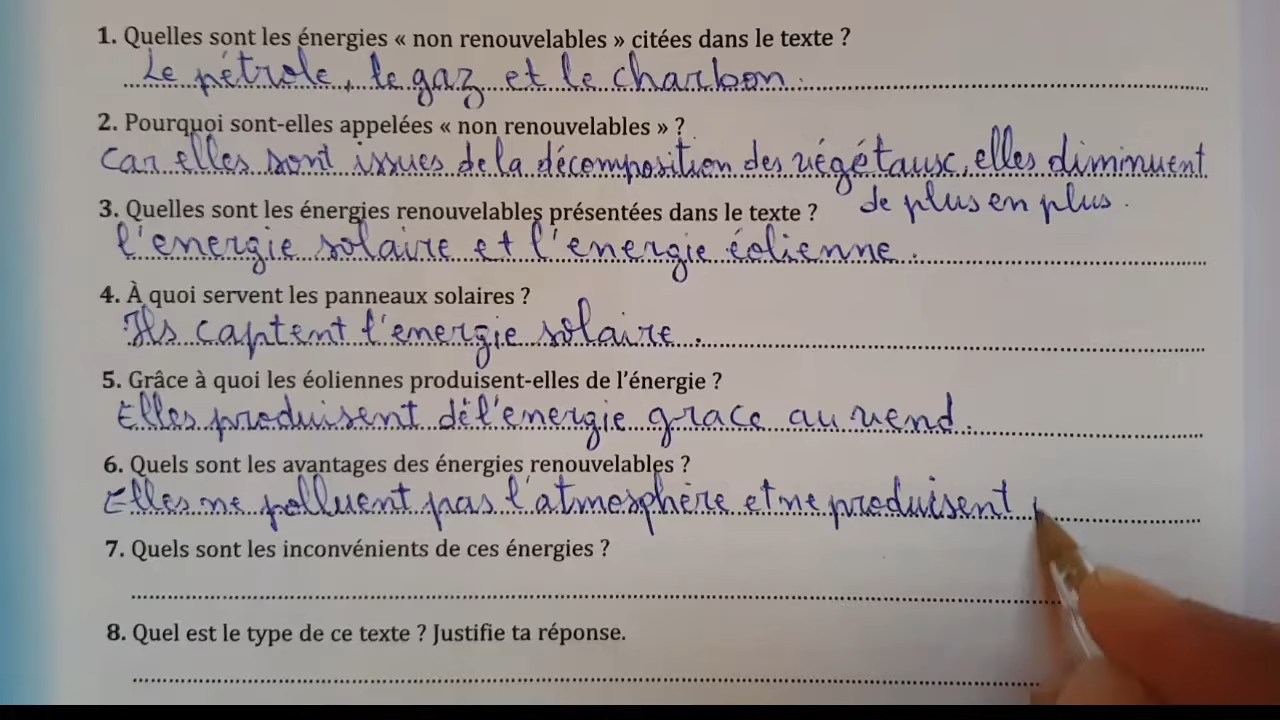 1. Quelles sont les énergies « non renouvelables » citées dans le texte ?
Le pétrole, le gaz et le charbon.
2. Pourquoi sont-elles appelées « non renouvelables » ?
Car elles sont issues de la décomposition des végétaux, elles diminuent
de plus en plus.
3. Quelles sont les énergies renouvelables présentées dans le texte ?
l'energie solaire et l'energie éolienne.
4. À quoi servent les panneaux solaires ?
Ils captent l'energie solaire.
5. Grâce à quoi les éoliennes produisent-elles de l'énergie ?
Elles produisent de l'energie grace au vend.
6. Quels sont les avantages des énergies renouvelables ?
Elles ne polluent pas l'atmosphère et ne produisent
7. Quels sont les inconvénients de ces énergies ?
8. Quel est le type de ce texte ? Justifie ta réponse.